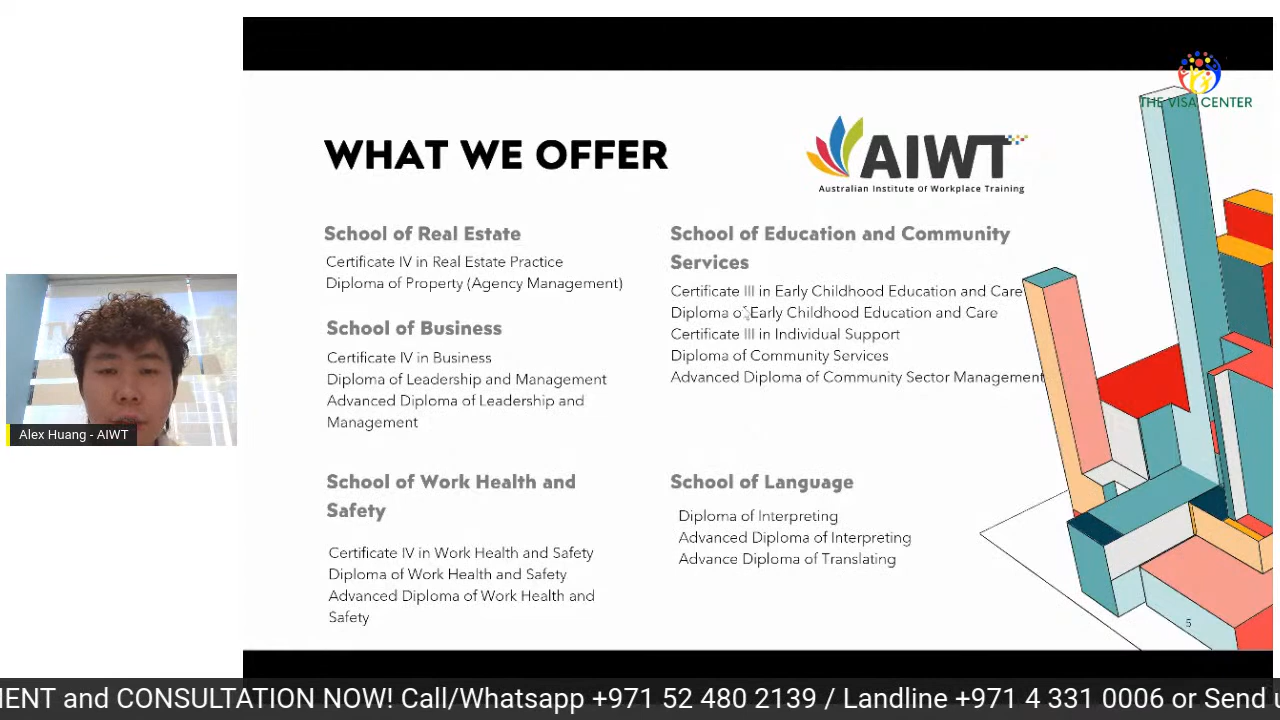 THE VISA CENTER
WHAT WE OFFER
AIWT
Australian Institute of Workplace Training
School of Real Estate
Certificate IV in Real Estate Practice
Diploma of Property (Agency Management)
School of Business
Certificate IV in Business
Diploma of Leadership and Management
Advanced Diploma of Leadership and
Management
School of Work Health and
Safety
Certificate IV in Work Health and Safety
Diploma of Work Health and Safety
Advanced Diploma of Work Health and
Safety
School of Education and Community
Services
Certificate III in Early Childhood Education and Care
Diploma of Early Childhood Education and Care
Certificate III in Individual Support
Diploma of Community Services
Advanced Diploma of Community Sector Management
School of Language
Diploma of Interpreting
Advanced Diploma of Interpreting
Advance Diploma of Translating
5
Alex Huang - AIWT
MENT and CONSULTATION NOW! Call/Whatsapp +971 52 480 2139 / Landline +971 4 331 0006 or Send u